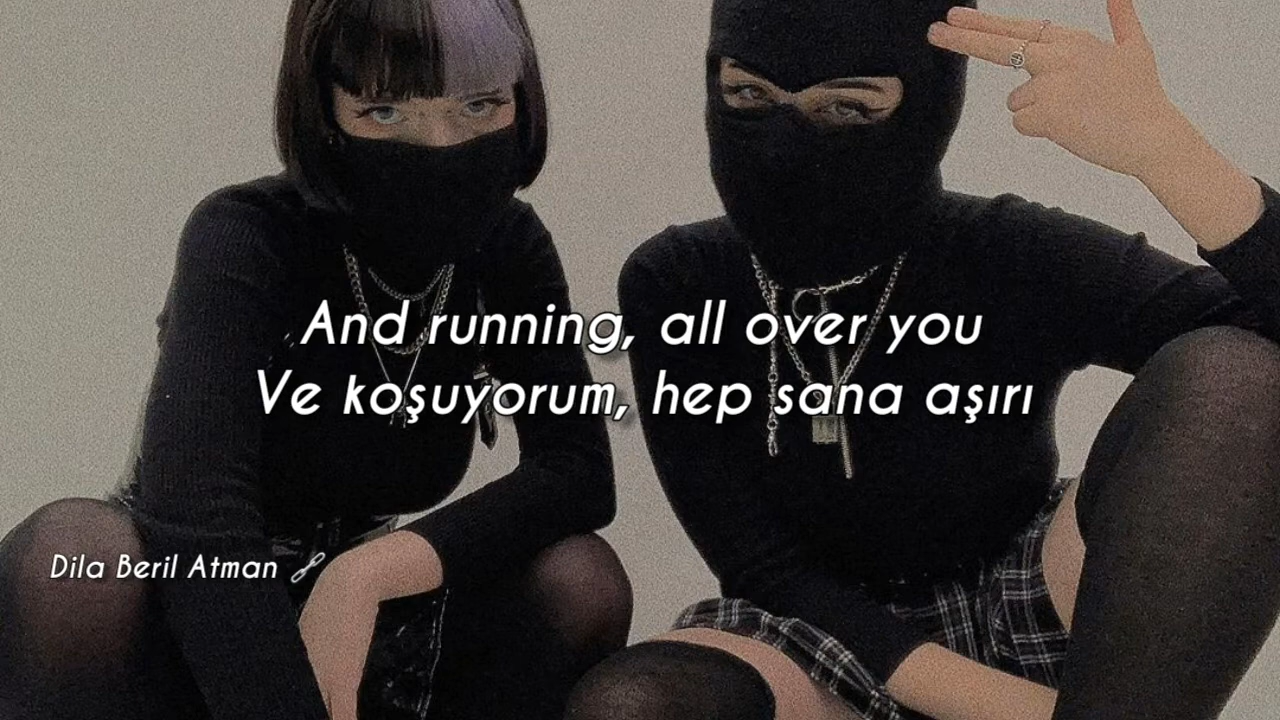 And running, all over you
Ve koşuyorum, hep sana aşırı
Dila Beril Atman 🔗